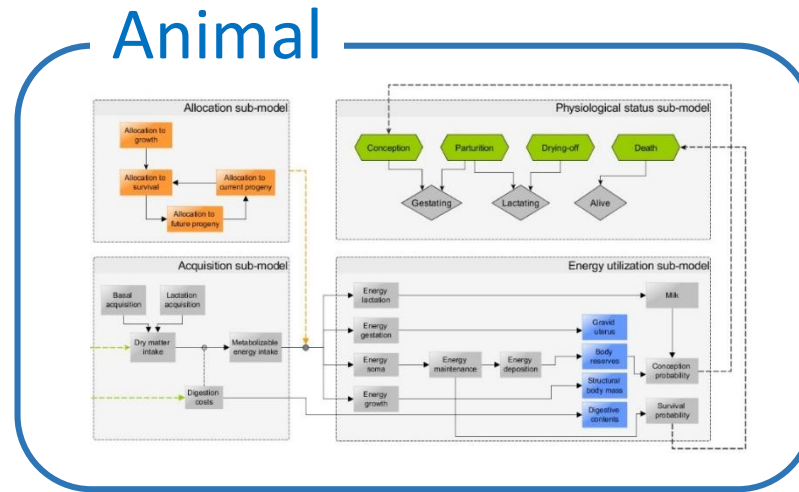 Animal
Allocation sub-model
Allocation to
growth
Allocation to
survival
Allocation to
current progeny
Allocation to
future progeny
Physiological status sub-model
Conception
Parturition
Drying-off
Death
Gestating
Lactating
Alive
Acquisition sub-model
Basal
acquisition
Lactation
acquisition
Dry matter
intake
Metabolizable
energy intake
Digestion
costs
Energy utilization sub-model
Energy
lactation
Milk
Energy
gestation
Gravid
uterus
Energy
soma
Energy
maintenance
Energy
deposition
Body
reserves
Conception
probability
Energy
growth
Structural
body mass
Digestive
contents
Survival
probability